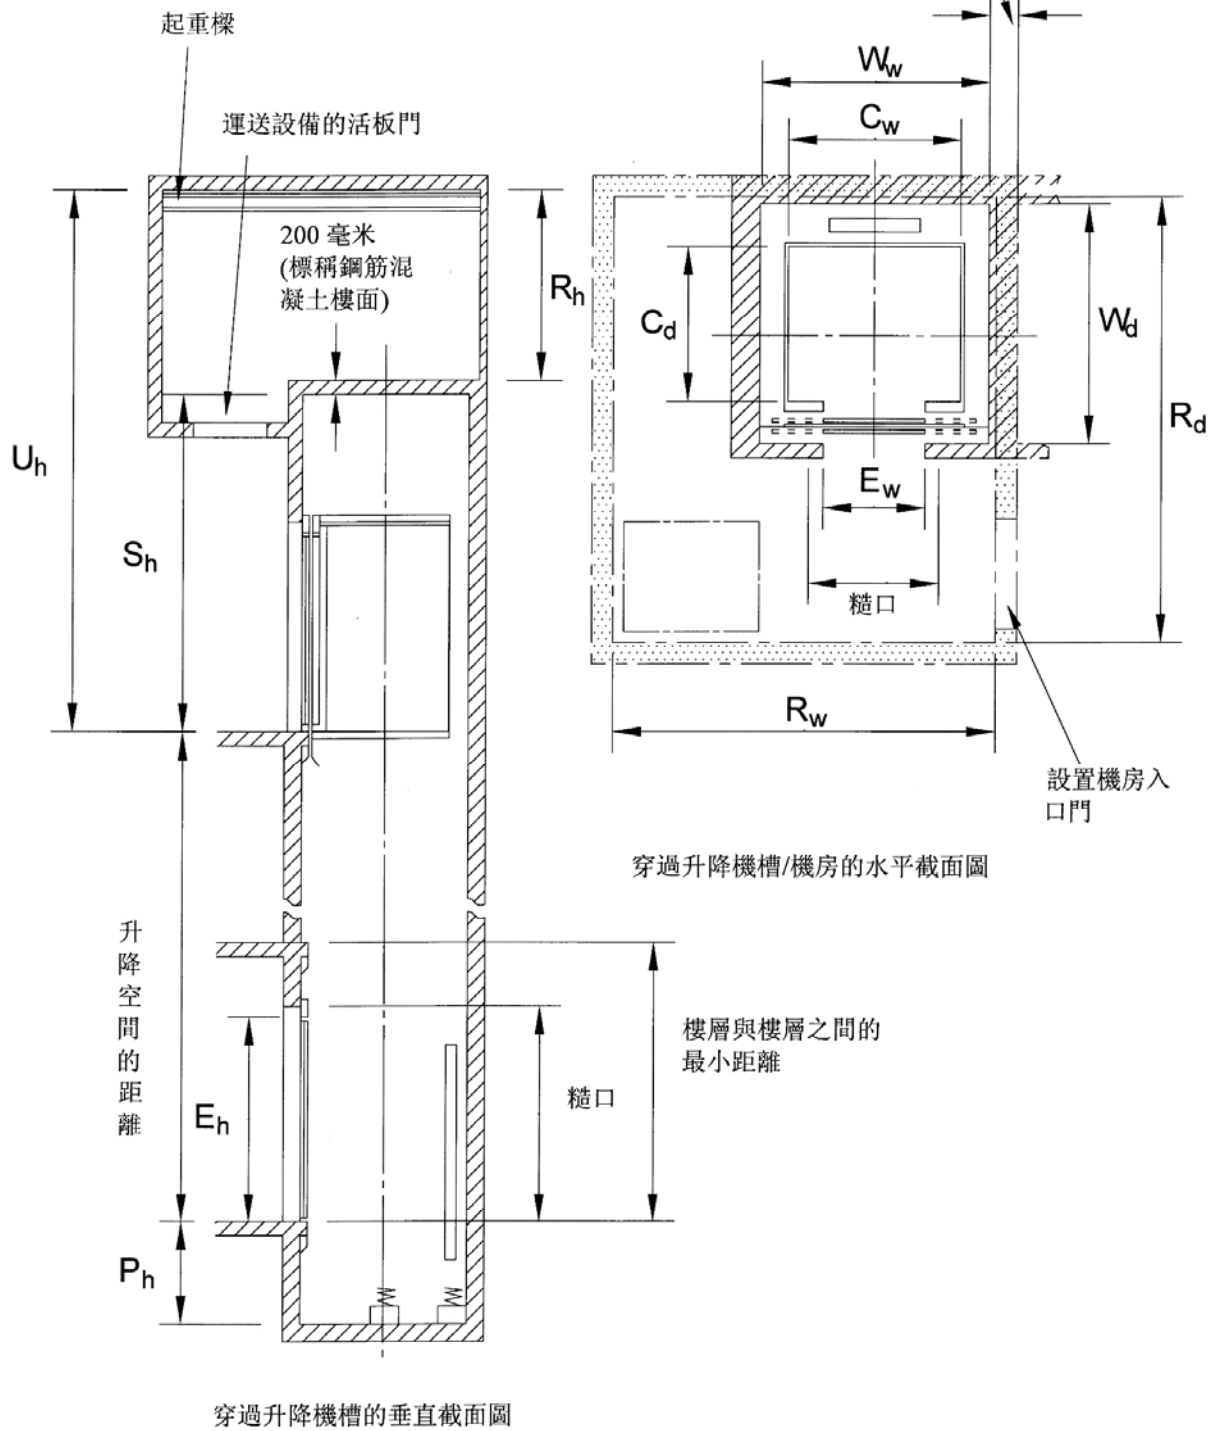 起重樑
運送設備的活板門
200 毫米
(標稱鋼筋混
凝土樓面)
Rh
Uh
Sh
升降空間的距離
Eh
Ph
糙口
樓層與樓層之間的
最小距離
穿過升降機槽的垂直截面圖
Ww
Cw
Cd
Wd
Rd
Ew
糙口
Rw
設置機房入
口門
穿過升降機槽/機房的水平截面圖